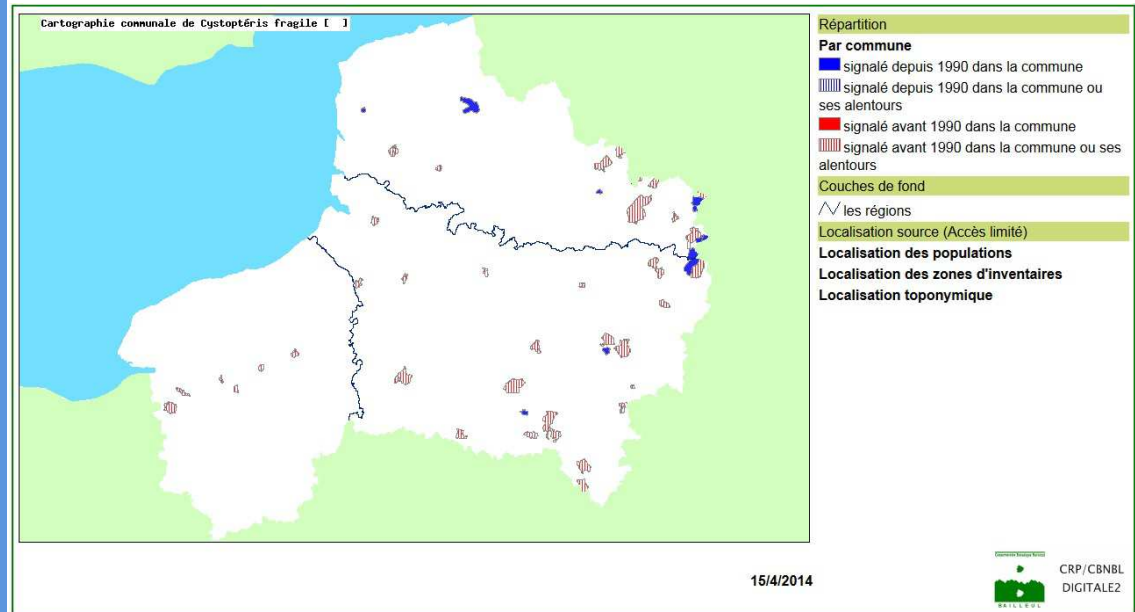 Cartographie communale de Cystoptéris fragile [ ]
Répartition
Par commune
signalé depuis 1990 dans la commune
signalé depuis 1990 dans la commune ou
ses alentours
signalé avant 1990 dans la commune
signalé avant 1990 dans la commune ou ses
alentours
Couches de fond
les régions
Localisation source (Accès limité)
Localisation des populations
Localisation des zones d'inventaires
Localisation toponymique
15/4/2014
CRP/CBNBL
DIGITALE2
BAILLEUL